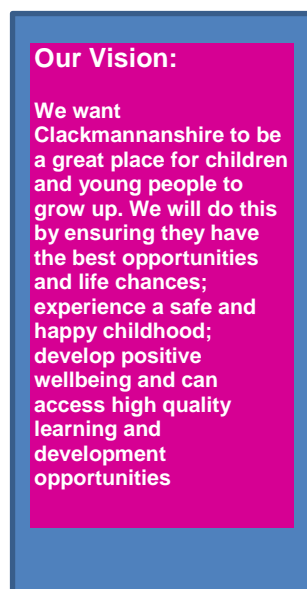 Our Vision:
We want
Clackmannanshire to be
a great place for children
and young people to
grow up. We will do this
by ensuring they have
the best opportunities
and life chances;
experience a safe and
happy childhood;
develop positive
wellbeing and can
access high quality
learning and
development
opportunities